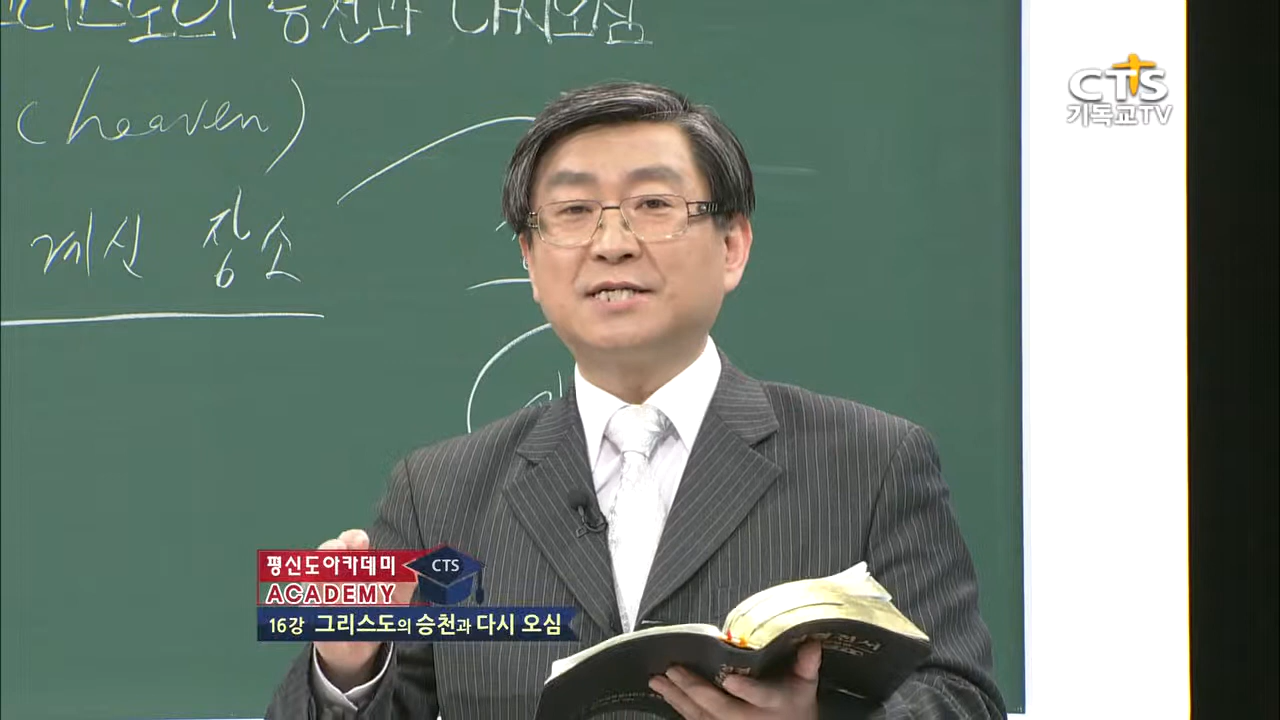 그리스도의 승천과 다시오심
(heaven)
계신 장소
CTS
기독교TV
평신도아카데미
CTS
ACADEMY
16강 그리스도의 승천과 다시 오심